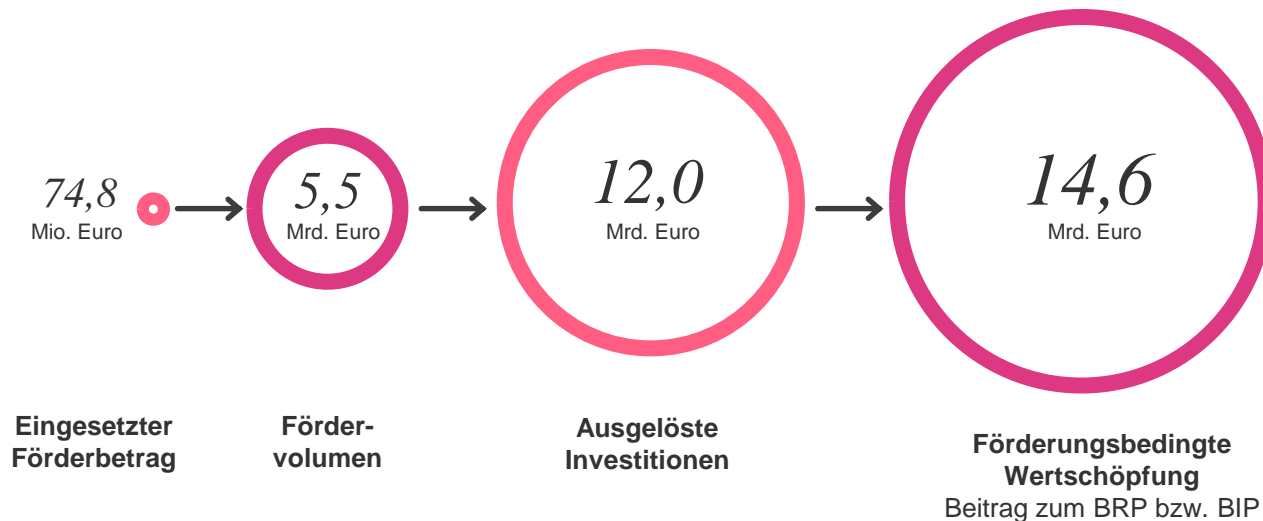 74,8
Mio. Euro
5,5
Mrd. Euro
12,0
Mrd. Euro
14,6
Mrd. Euro
Eingesetzter
Förderbetrag
Förder-
volumen
Ausgelöste
Investitionen
Förderungsbedingte
Wertschöpfung
Beitrag zum BRP bzw. BIP